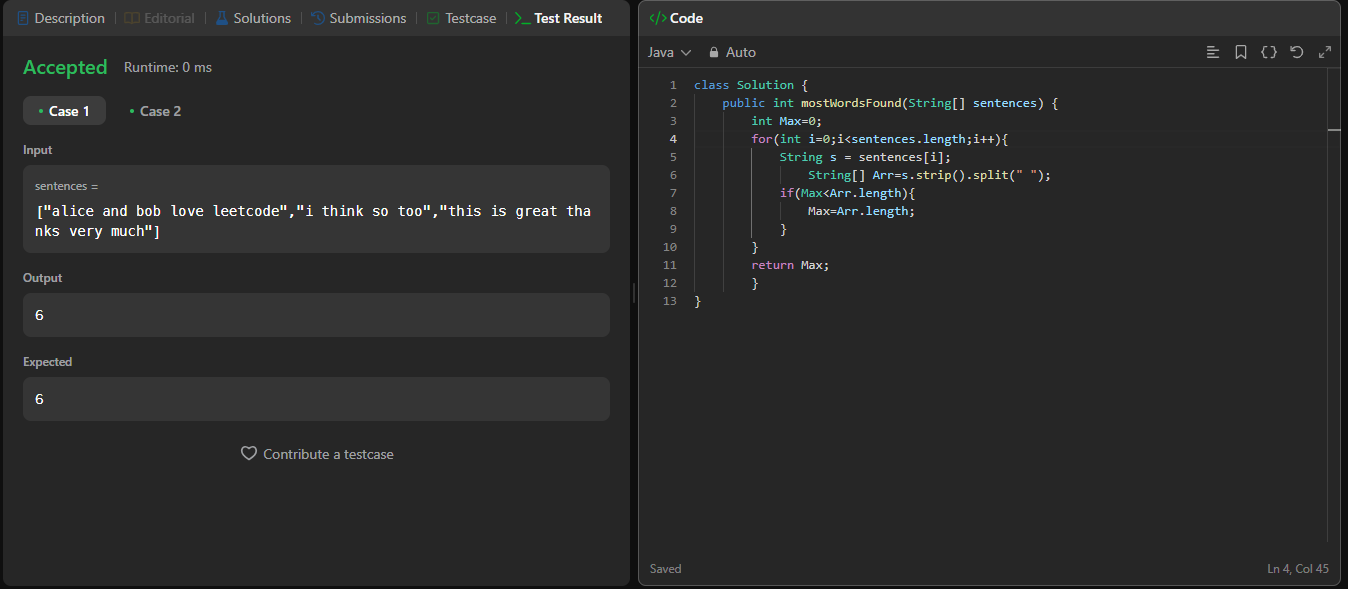 Description Editorial Solutions Submissions Testcase Test Result
Accepted Runtime: 0 ms
Case 1 Case 2
Input
sentences =
["alice and bob love leetcode","i think so too","this is great tha
nks very much"]
Output
6
Expected
6
Contribute a testcase
</> Code
Java Auto
1 class Solution {
2 public int mostWordsFound(String[] sentences) {
3 int Max=0;
4 for(int i=0;i<sentences.length;i++){
5 String s = sentences[i];
6 String[] Arr=s.strip().split(" ");
7 if(Max<Arr.length){
8 Max=Arr.length;
9 }
10 }
11 return Max;
12 }
13 }
Saved Ln 4, Col 45